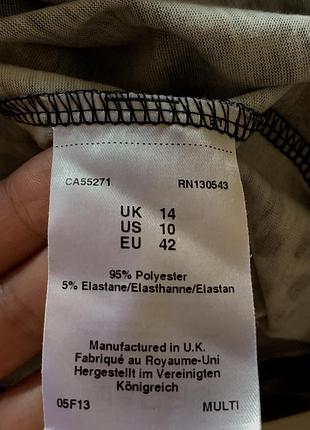 CA55271 RN130543
UK 14
US 10
EU 42
95% Polyester
5% Elastane/Elasthanne/Elastan
Manufactured in U.K.
Fabriqué au Royaume-Uni
Hergestellt im Vereinigten
Königreich
05F13 MULTI